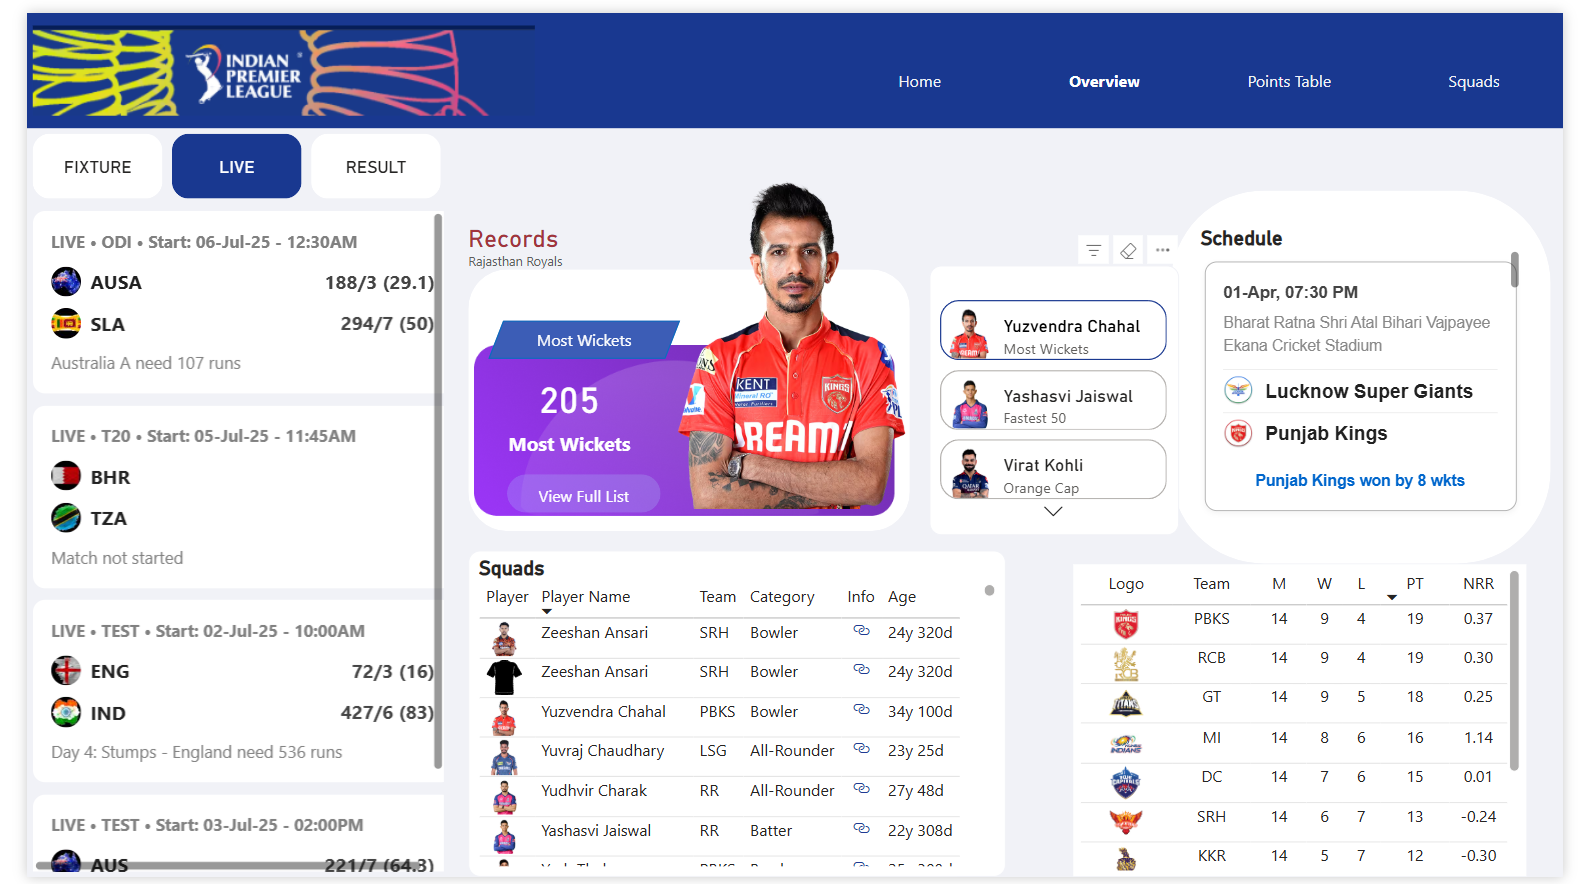 INDIAN
PREMIER
LEAGUE
Home
Overview
Points Table
Squads
FIXTURE
LIVE
RESULT
LIVE • ODI • Start: 06-Jul-25 - 12:30AM
AUSA 188/3 (29.1)
SLA 294/7 (50)
Australia A need 107 runs
LIVE • T20 • Start: 05-Jul-25 - 11:45AM
BHR
TZA
Match not started
LIVE • TEST • Start: 02-Jul-25 - 10:00AM
ENG 72/3 (16)
IND 427/6 (83)
Day 4: Stumps - England need 536 runs
LIVE • TEST • Start: 03-Jul-25 - 02:00PM
AUS 221/7 (64.3)
Records
Rajasthan Royals
Most Wickets
205
Most Wickets
View Full List
KENT
Mineral RO
KINGS
DREAM1
Yuzvendra Chahal
Most Wickets
Yashasvi Jaiswal
Fastest 50
Virat Kohli
Orange Cap
Schedule
01-Apr, 07:30 PM
Bharat Ratna Shri Atal Bihari Vajpayee
Ekana Cricket Stadium
Lucknow Super Giants
Punjab Kings
Punjab Kings won by 8 wkts
Squads
Player Player Name Team Category Info Age
Zeeshan Ansari SRH Bowler 24y 320d
Zeeshan Ansari SRH Bowler 24y 320d
Yuzvendra Chahal PBKS Bowler 34y 100d
Yuvraj Chaudhary LSG All-Rounder 23y 25d
Yudhvir Charak RR All-Rounder 27y 48d
Yashasvi Jaiswal RR Batter 22y 308d
Logo Team M W L PT NRR
PBKS 14 9 4 19 0.37
RCB 14 9 4 19 0.30
GT 14 9 5 18 0.25
MI 14 8 6 16 1.14
DC 14 7 6 15 0.01
SRH 14 6 7 13 -0.24
KKR 14 5 7 12 -0.30